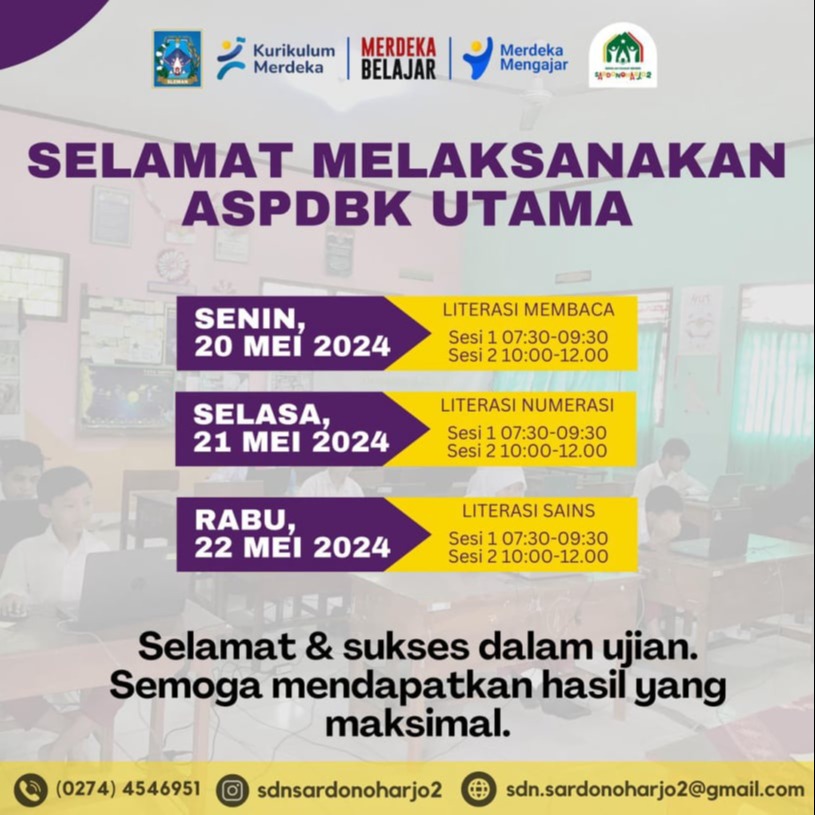 SLEMAN
Kurikulum
Merdeka
MERDEKA
BELAJAR
Merdeka
Mengajar
SARDONOHARJO2
SELAMAT MELAKSANAKAN
ASPDBK UTAMA
SENIN,
20 MEI 2024
LITERASI MEMBACA
Sesi 1 07:30-09:30
Sesi 2 10:00-12.00
SELASA,
21 MEI 2024
LITERASI NUMERASI
Sesi 1 07:30-09:30
Sesi 2 10:00-12.00
RABU,
22 MEI 2024
LITERASI SAINS
Sesi 1 07:30-09:30
Sesi 2 10:00-12.00
Selamat & sukses dalam ujian.
Semoga mendapatkan hasil yang
maksimal.
(0274) 4546951
sdnsardonoharjo2
sdn.sardonoharjo2@gmail.com